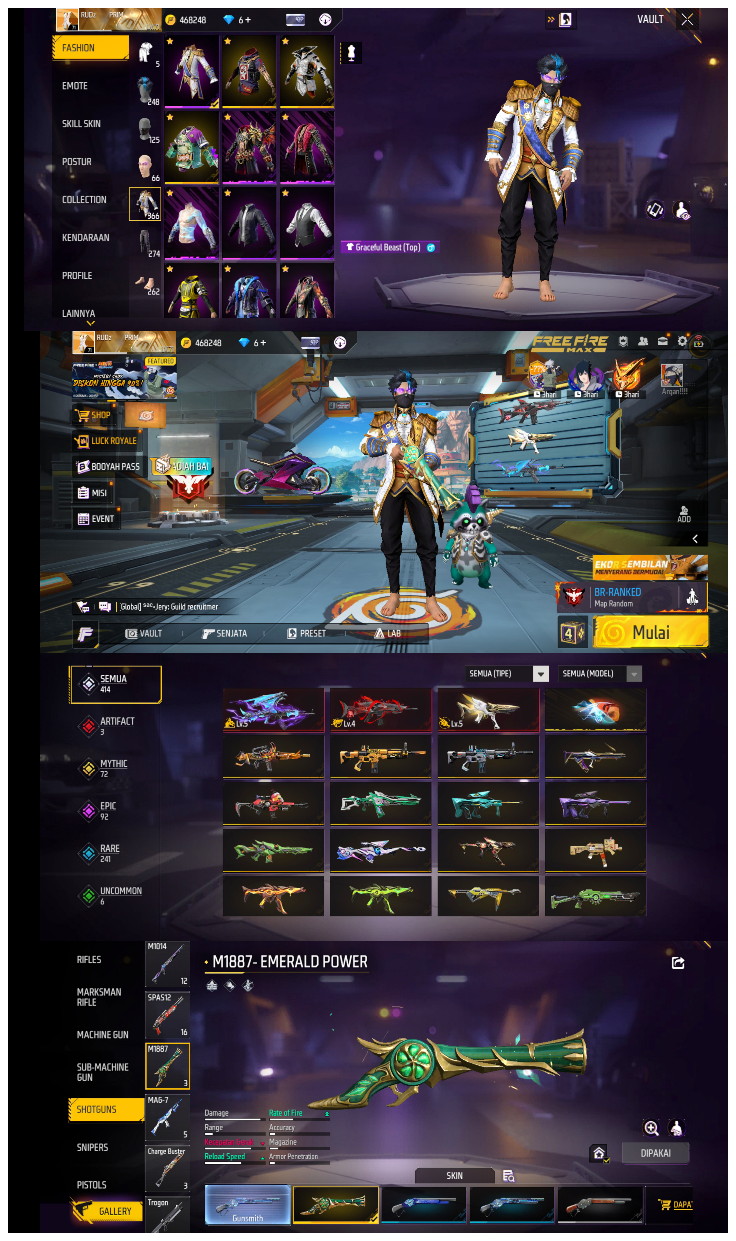 RUDz PRIM
468248
6 +
VAULT
FASHION
5
EMOTE
248
SKILL SKIN
125
POSTUR
66
COLLECTION
366
KENDARAAN
274
PROFILE
262
LAINNYA
Graceful Beast (Top)
RUDz PRIM
468248
6 +
FREE FIRE
MAX
FEATURED
DISKON HINGGA 90%!
3hari
3hari
3hari
Argan!!!!
SHOP
LUCK ROYALE
BOOYAH PASS
MISI
EVENT
ADD
EKOR SEMBILAN
MENYERANG BERMUDA!
BR-RANKED
Map Random
[Global] sac-Jery: Guild recruitmer
VAULT
SENJATA
PRESET
LAB
4
Mulai
SEMUA
414
SEMUA (TIPE)
SEMUA (MODEL)
ARTIFACT
3
MYTHIC
72
EPIC
92
RARE
241
UNCOMMON
6
Lv.5
Lv.4
Lv.5
RIFLES
MARKSMAN
RIFLE
MACHINE GUN
SUB-MACHINE
GUN
SHOTGUNS
SNIPERS
PISTOLS
GALLERY
M1014
12
SPAS12
16
M1887
3
MAG-7
5
Charge Buster
3
Trogon
M1887- EMERALD POWER
Damage
Rate of Fire
Range
Accuracy
Magazine
Reload Speed
Armor Penetration
DIPAKAI
SKIN
Gunsmith
DAPA